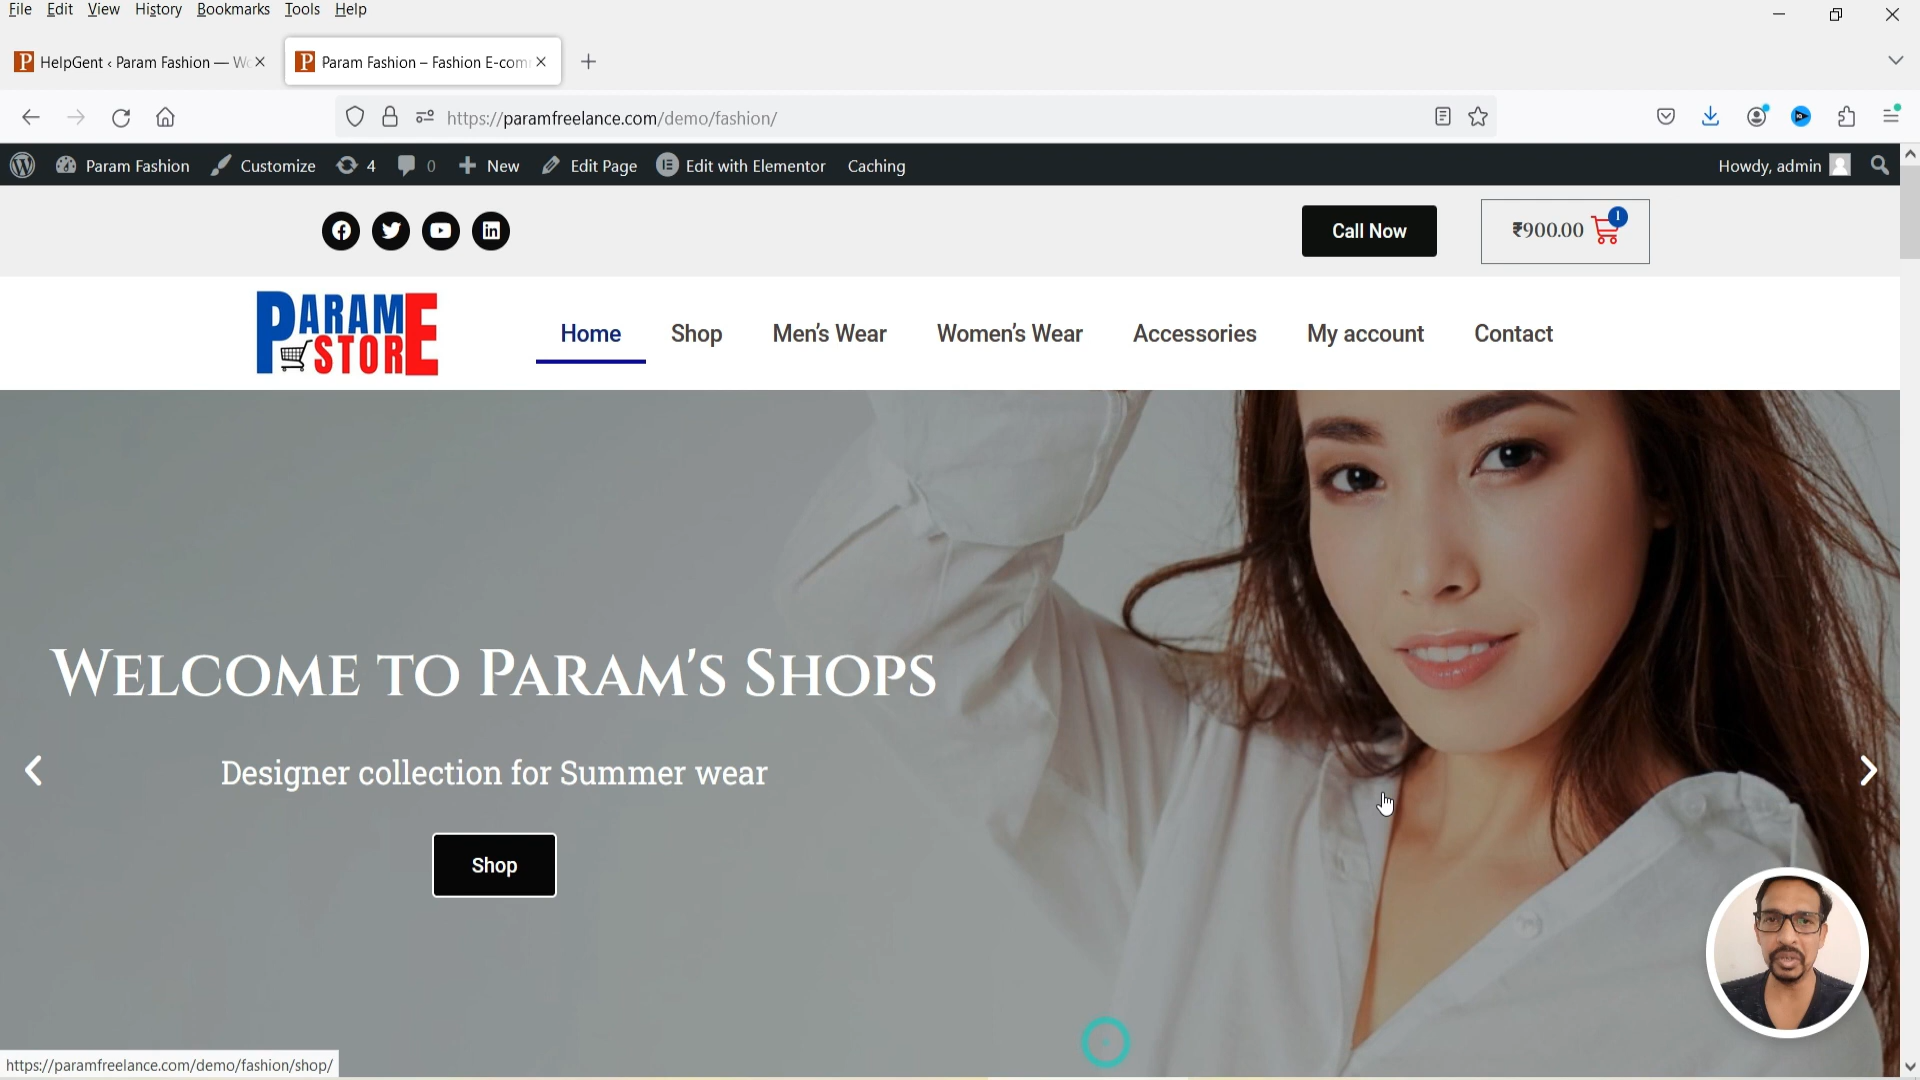 File Edit View History Bookmarks Tools Help
HelpGent ‹ Param Fashion — Wo
Param Fashion – Fashion E-com
https://paramfreelance.com/demo/fashion/
Param Fashion Customize 4 0 New Edit Page Edit with Elementor Caching Howdy, admin
Call Now ₹900.00 1
PARAM E STORE
Home Shop Men’s Wear Women’s Wear Accessories My account Contact
Welcome to Param's Shops
Designer collection for Summer wear
Shop
https://paramfreelance.com/demo/fashion/shop/